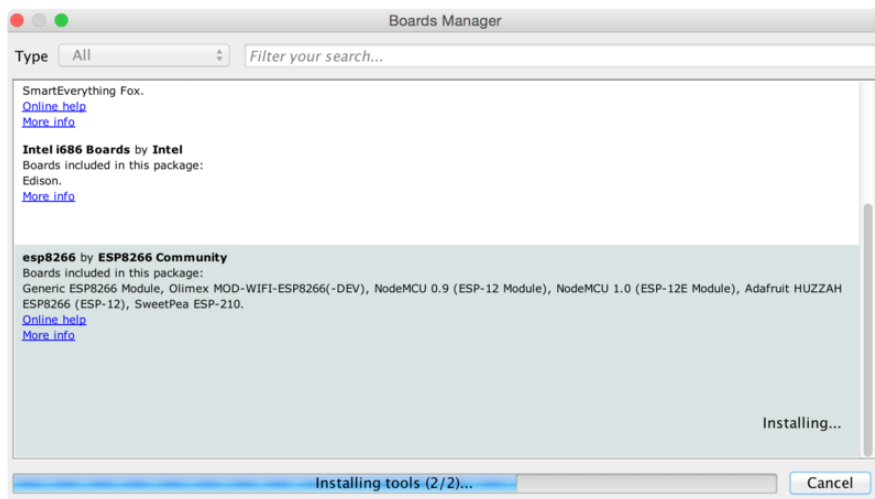 Boards Manager
Type All Filter your search...
SmartEverything Fox.
Online help
More info
Intel i686 Boards by Intel
Boards included in this package:
Edison.
More info
esp8266 by ESP8266 Community
Boards included in this package:
Generic ESP8266 Module, Olimex MOD-WIFI-ESP8266(-DEV), NodeMCU 0.9 (ESP-12 Module), NodeMCU 1.0 (ESP-12E Module), Adafruit HUZZAH
ESP8266 (ESP-12), SweetPea ESP-210.
Online help
More info
Installing...
Installing tools (2/2)... Cancel